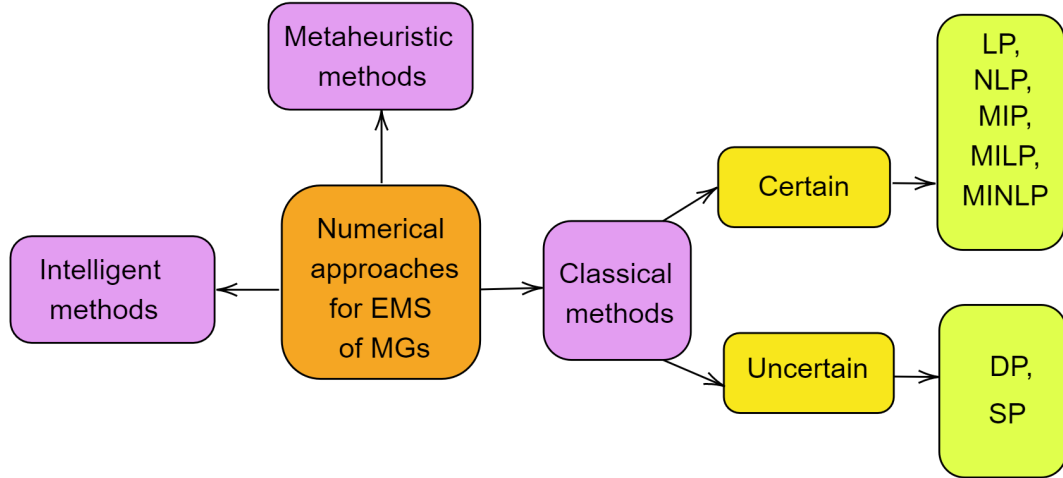 Metaheuristic
methods
LP,
NLP,
MIP,
MILP,
MINLP
Certain
Numerical
approaches
for EMS
of MGs
Intelligent
methods
Classical
methods
Uncertain
DP,
SP